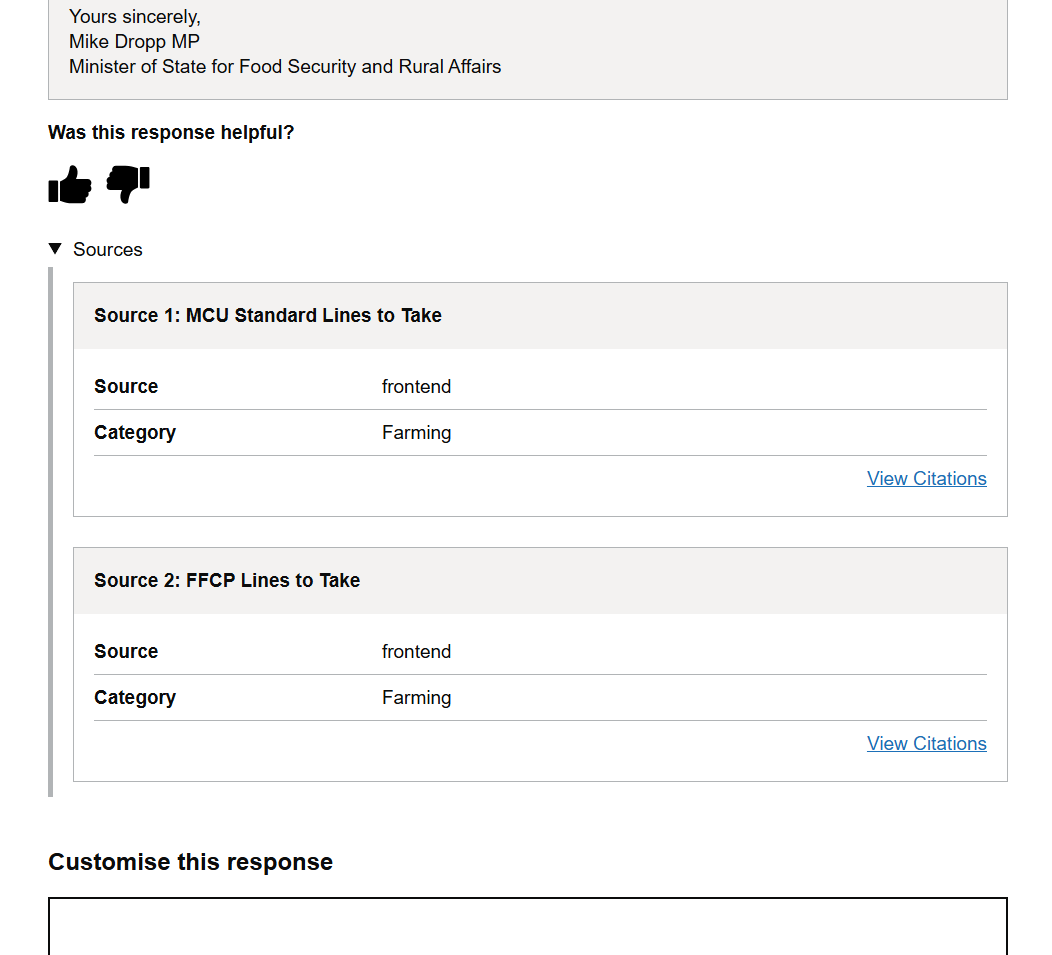 Yours sincerely,
Mike Dropp MP
Minister of State for Food Security and Rural Affairs
Was this response helpful?
Sources
Source 1: MCU Standard Lines to Take
Source frontend
Category Farming
View Citations
Source 2: FFCP Lines to Take
Source frontend
Category Farming
View Citations
Customise this response